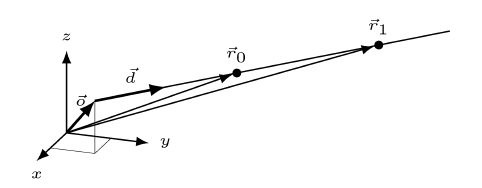 r⃗₁
z
r⃗₀
d⃗
o⃗
y
x